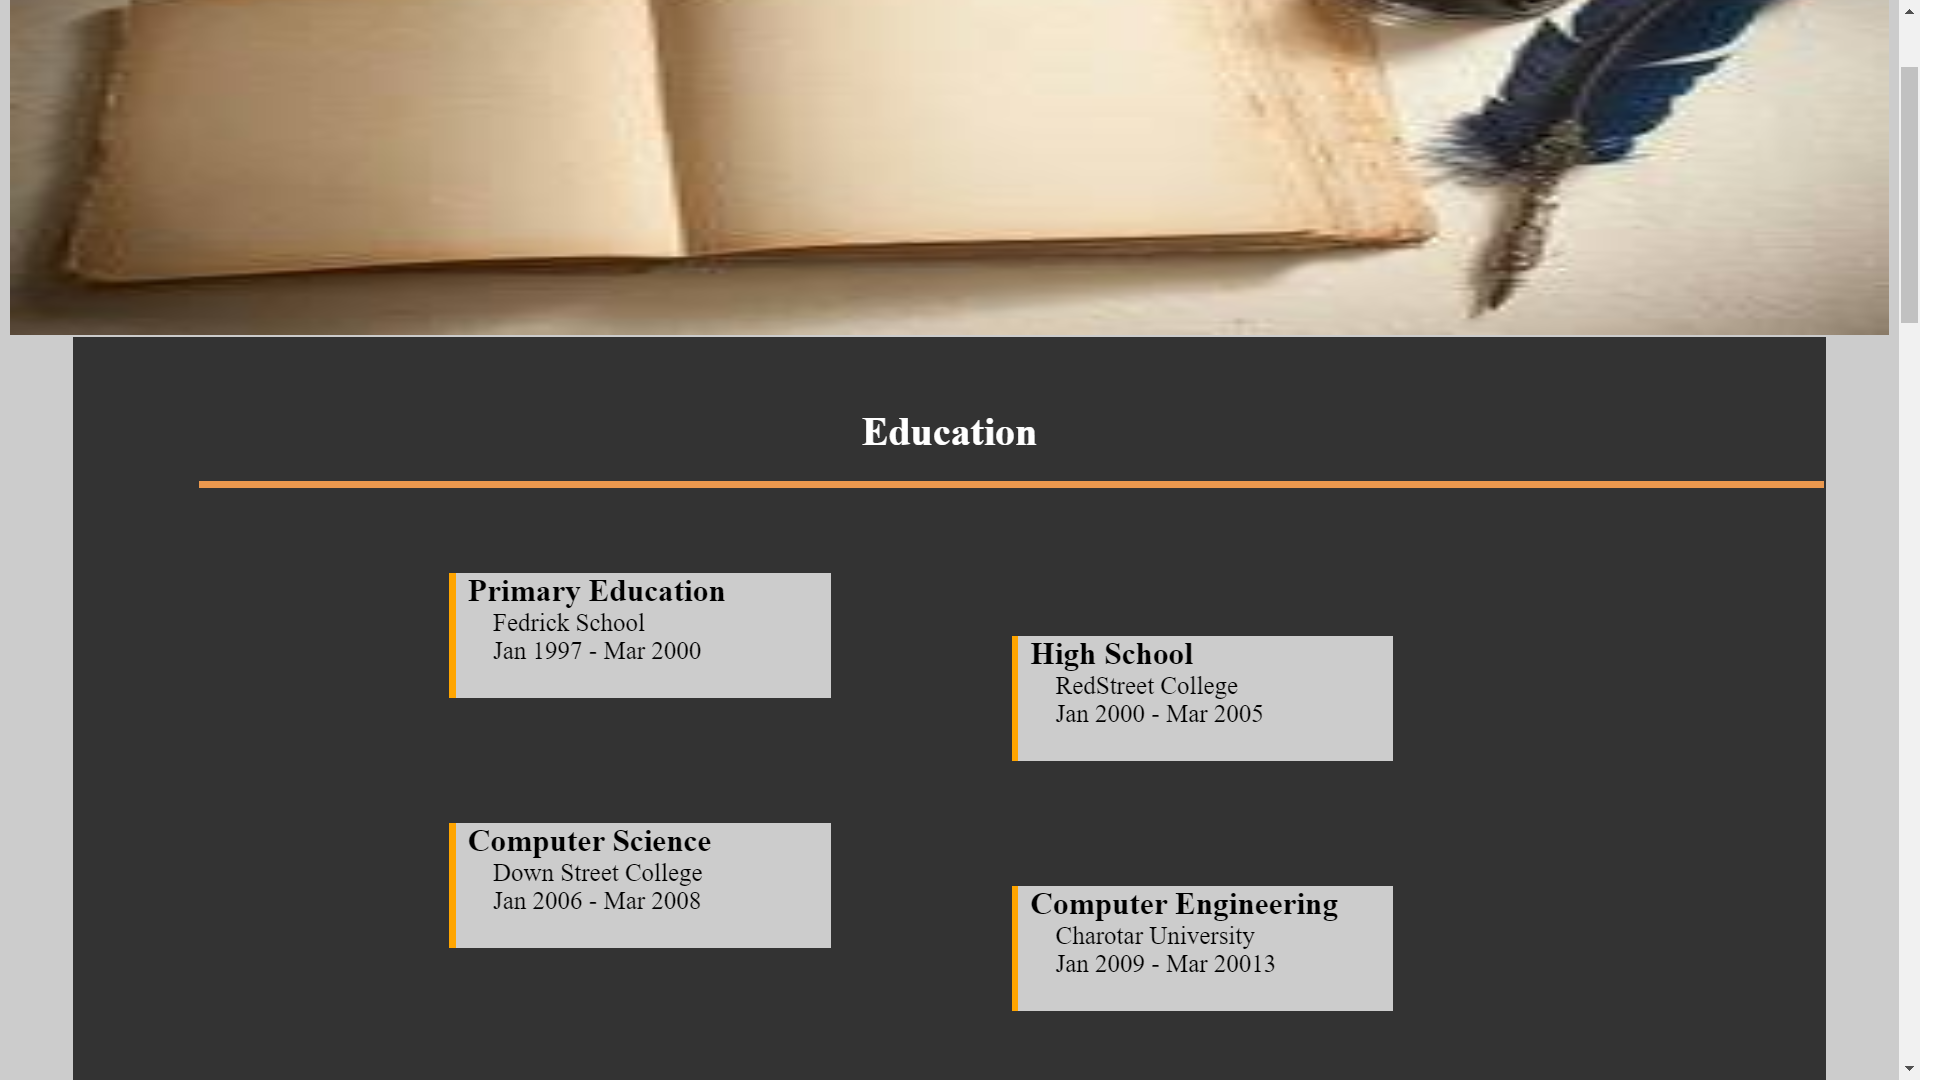 Education
Primary Education
Fedrick School
Jan 1997 - Mar 2000
High School
RedStreet College
Jan 2000 - Mar 2005
Computer Science
Down Street College
Jan 2006 - Mar 2008
Computer Engineering
Charotar University
Jan 2009 - Mar 20013